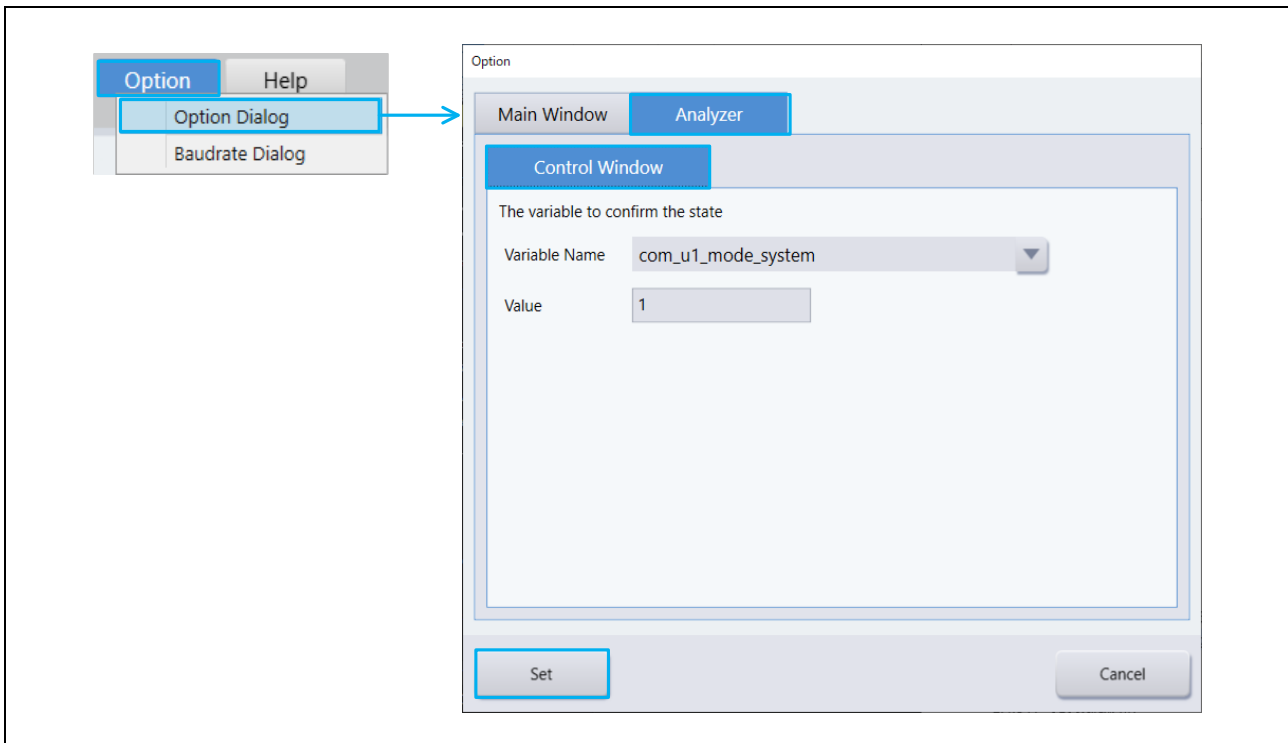 Option Help
Option Dialog
Baudrate Dialog
Option
Main Window Analyzer
Control Window
The variable to confirm the state
Variable Name com_u1_mode_system
Value 1
Set Cancel